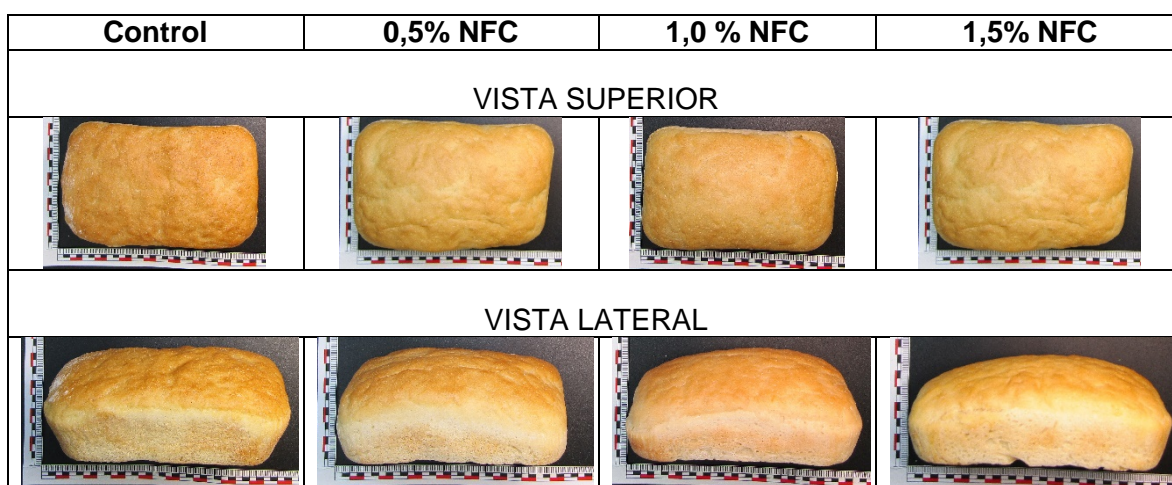 Control 0,5% NFC 1,0 % NFC 1,5% NFC
VISTA SUPERIOR
VISTA LATERAL